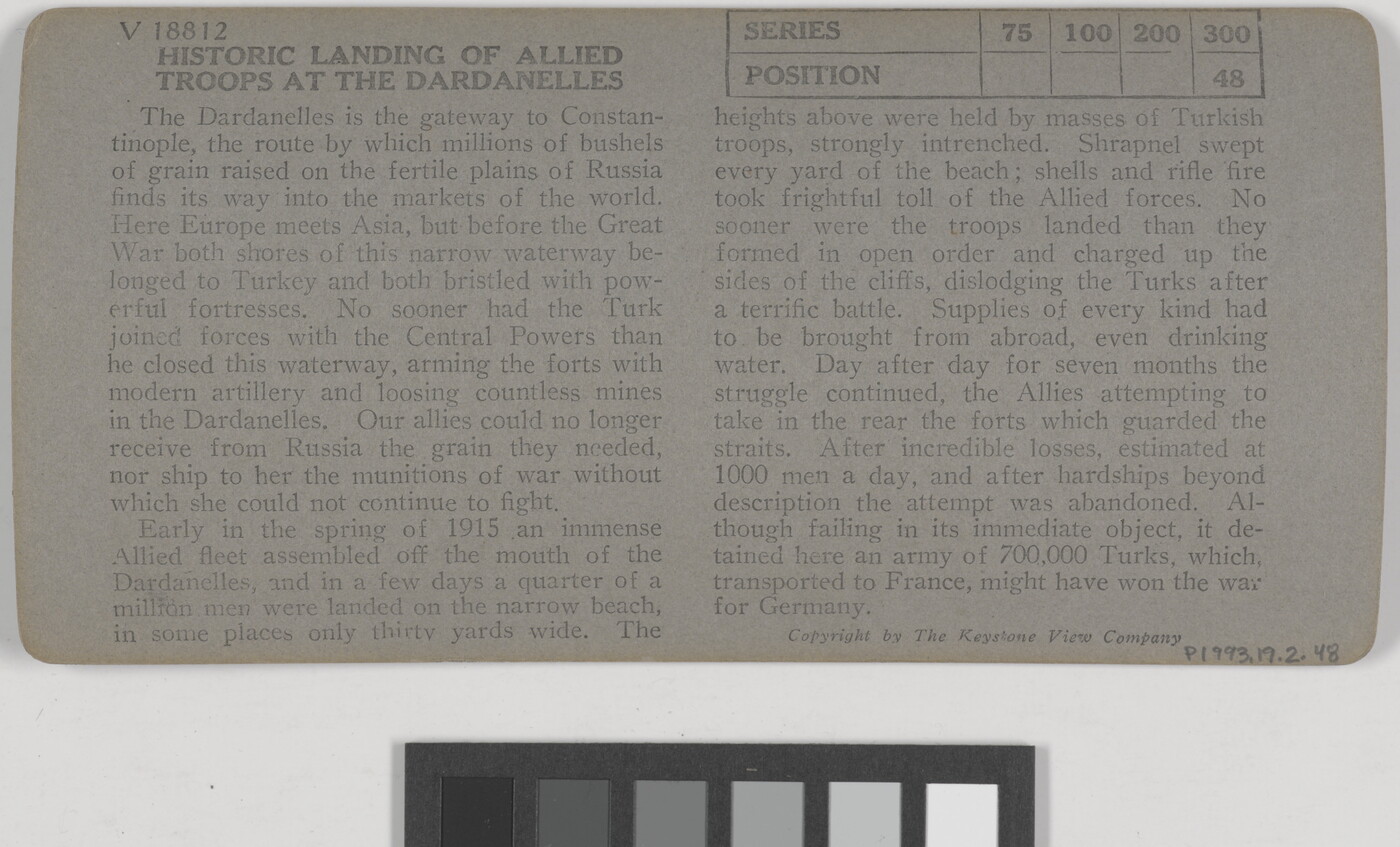 V 18812
HISTORIC LANDING OF ALLIED
TROOPS AT THE DARDANELLES
The Dardanelles is the gateway to Constan-
tinople, the route by which millions of bushels
of grain raised on the fertile plains of Russia
finds its way into the markets of the world.
Here Europe meets Asia, but before the Great
War both shores of this narrow waterway be-
longed to Turkey and both bristled with pow-
erful fortresses. No sooner had the Turk
joined forces with the Central Powers than
he closed this waterway, arming the forts with
modern artillery and loosing countless mines
in the Dardanelles. Our allies could no longer
receive from Russia the grain they needed,
nor ship to her the munitions of war without
which she could not continue to fight.
Early in the spring of 1915 an immense
Allied fleet assembled off the mouth of the
Dardanelles, and in a few days a quarter of a
million men were landed on the narrow beach,
in some places only thirty yards wide. The
SERIES 75 100 200 300
POSITION 48
heights above were held by masses of Turkish
troops, strongly intrenched. Shrapnel swept
every yard of the beach; shells and rifle fire
took frightful toll of the Allied forces. No
sooner were the troops landed than they
formed in open order and charged up the
sides of the cliffs, dislodging the Turks after
a terrific battle. Supplies of every kind had
to be brought from abroad, even drinking
water. Day after day for seven months the
struggle continued, the Allies attempting to
take in the rear the forts which guarded the
straits. After incredible losses, estimated at
1000 men a day, and after hardships beyond
description the attempt was abandoned. Al-
though failing in its immediate object, it de-
tained here an army of 700,000 Turks, which,
transported to France, might have won the war
for Germany.
Copyright by The Keystone View Company
P1993.19.2.48